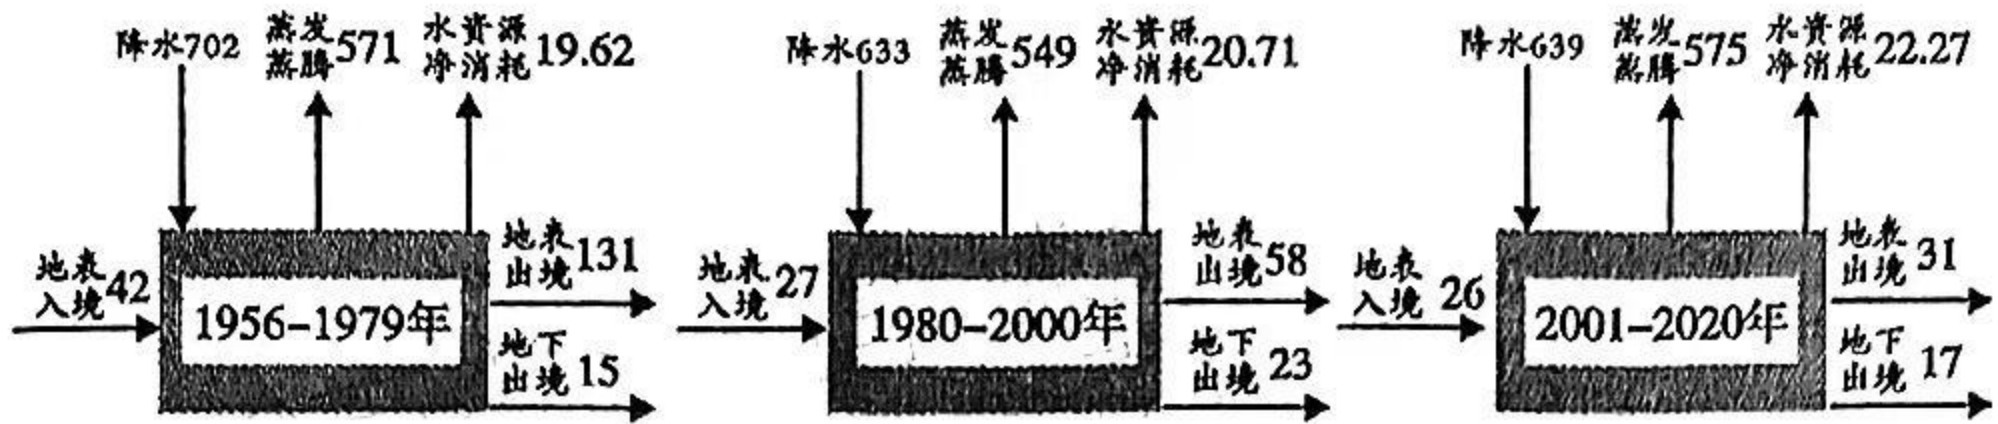 降水702
蒸发
蒸腾571
水资源
净消耗19.62
地表
入境42
1956-1979年
地表
出境131
地下
出境15
降水633
蒸发
蒸腾549
水资源
净消耗20.71
地表
入境27
1980-2000年
地表
出境58
地下
出境23
降水639
蒸发
蒸腾575
水资源
净消耗22.27
地表
入境26
2001-2020年
地表
出境31
地下
出境17